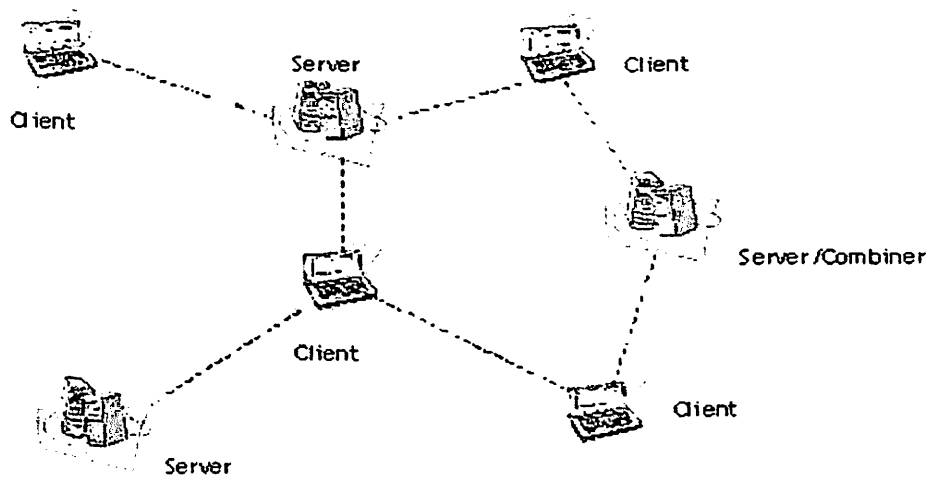 Server
Client
Client
Server/Combiner
Client
Client
Server